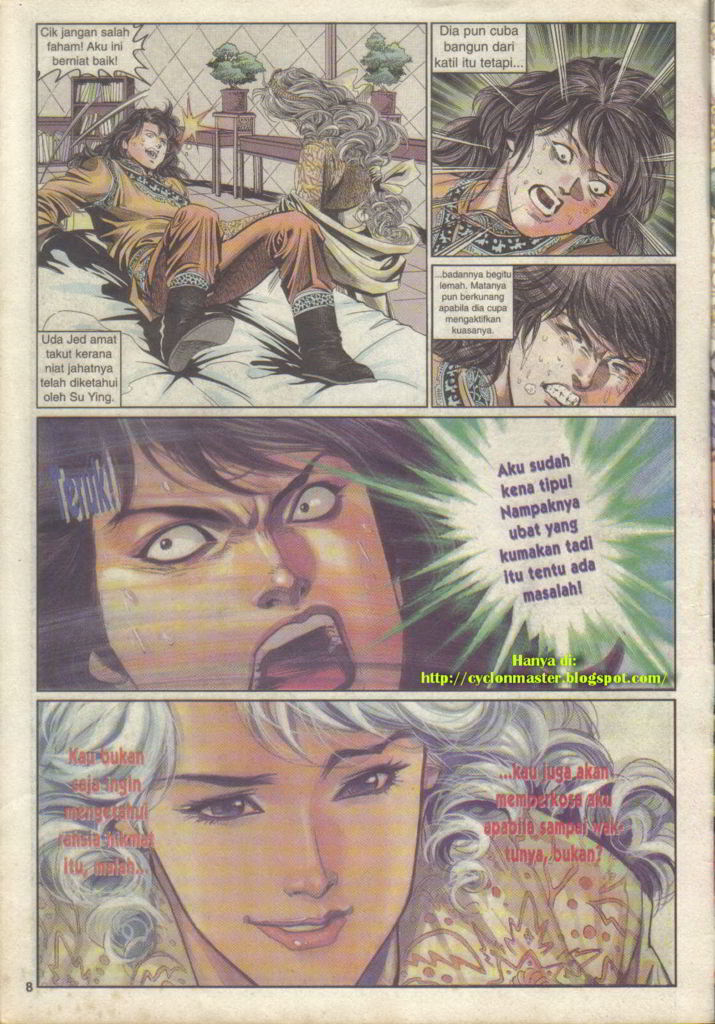 Cik jangan salah
faham! Aku ini
berniat baik!
Uda Jed amat
takut kerana
niat jahatnya
telah diketahui
oleh Su Ying.
Dia pun cuba
bangun dari
katil itu tetapi...
...badannya begitu
lemah. Matanya
pun berkunang
apabila dia cupa
mengaktifkan
kuasanya.
Teruk!
Aku sudah
kena tipu!
Nampaknya
ubat yang
kumakan tadi
itu tentu ada
masalah!
Hanya di:
http://cyclonmaster.blogspot.com/
Kau bukan
saja ingin
mengetahui
rahsia hikmat
itu, malah...
...kau juga akan
memperkosa aku
apabila sampai wak-
tunya, bukan?
8